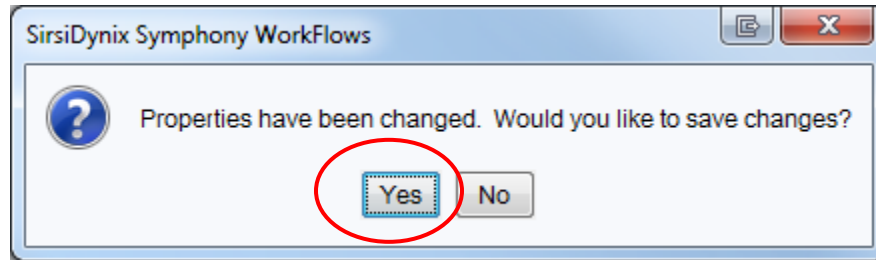 SirsiDynix Symphony WorkFlows
Properties have been changed.  Would you like to save changes?
Yes No